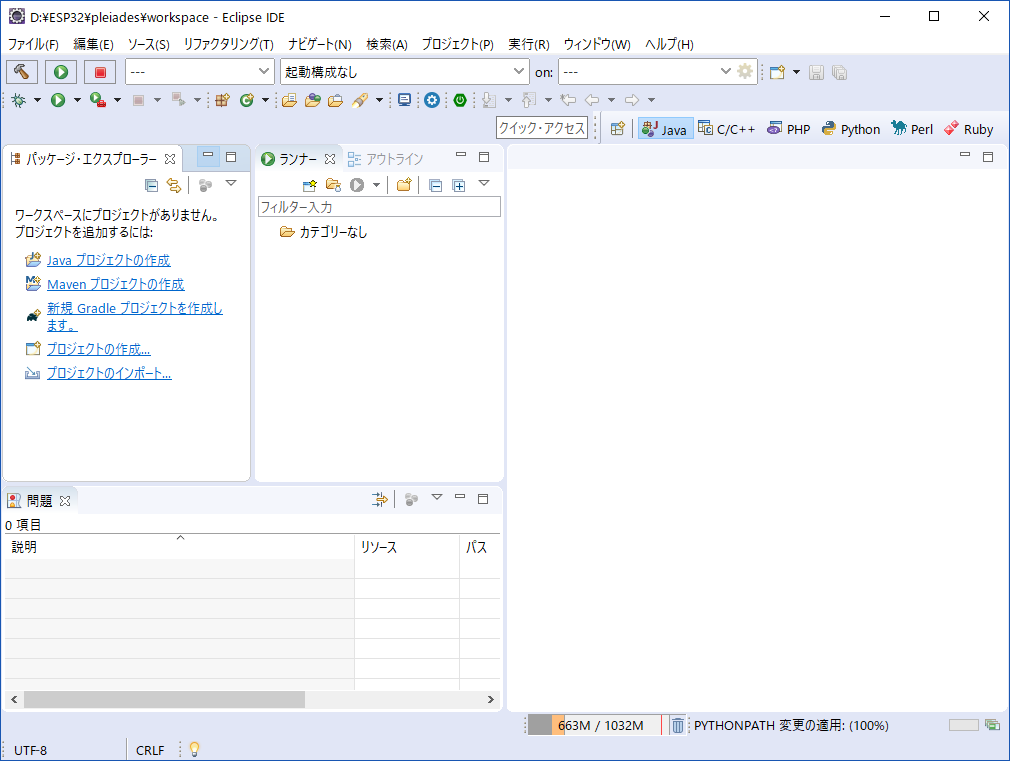 D:¥ESP32¥pleiades¥workspace - Eclipse IDE
ファイル(F) 編集(E) ソース(S) リファクタリング(T) ナビゲート(N) 検索(A) プロジェクト(P) 実行(R) ウィンドウ(W) ヘルプ(H)
--- 起動構成なし on: ---
クイック・アクセス Java C/C++ PHP Python Perl Ruby
パッケージ・エクスプローラー ランナー アウトライン
フィルター入力
カテゴリーなし
ワークスペースにプロジェクトがありません。
プロジェクトを追加するには:
Java プロジェクトの作成
Maven プロジェクトの作成
新規 Gradle プロジェクトを作成し
ます。
プロジェクトの作成...
プロジェクトのインポート...
問題
0 項目
説明 リソース パス
663M / 1032M PYTHONPATH 変更の適用: (100%)
UTF-8 CRLF